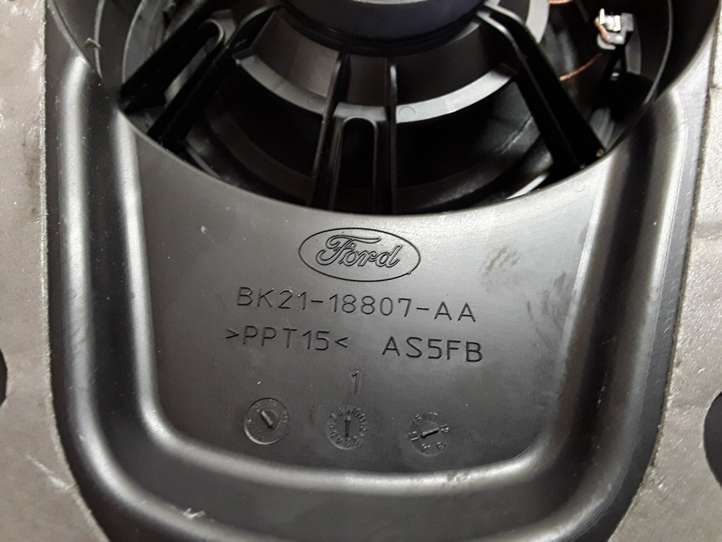 Ford
BK21-18807-AA
>PPT15< AS5FB
1